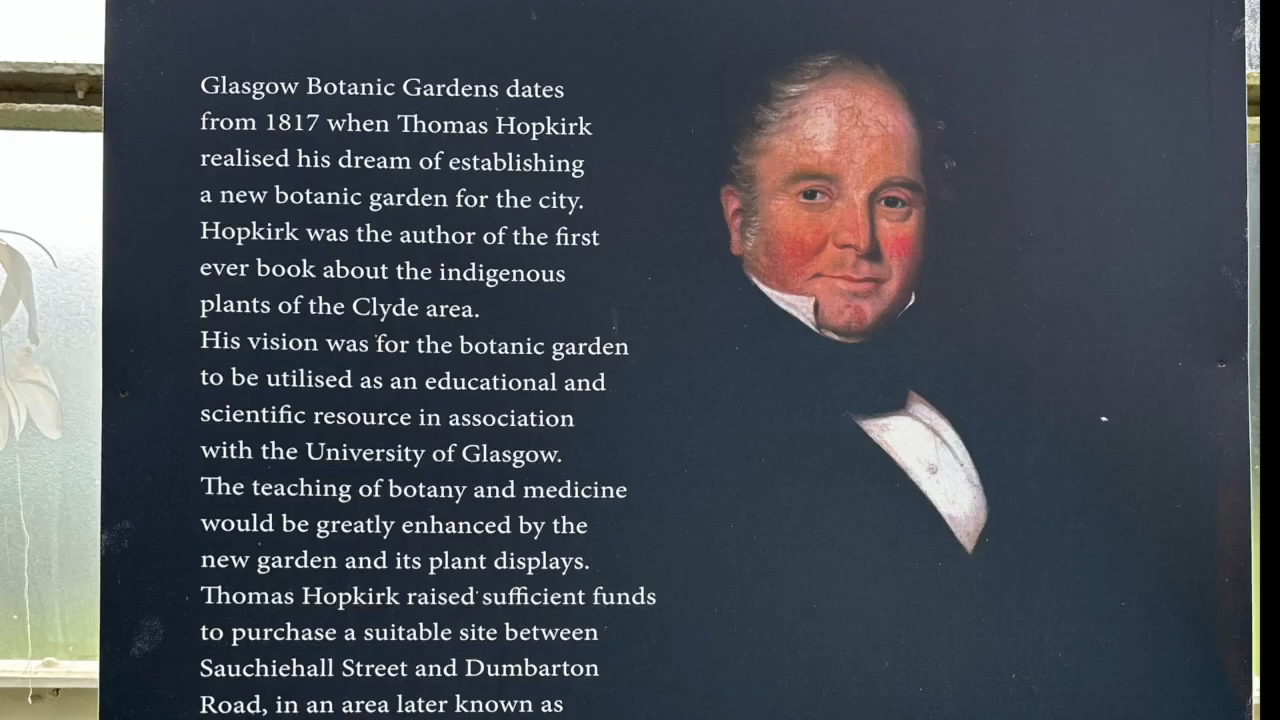 Glasgow Botanic Gardens dates
from 1817 when Thomas Hopkirk
realised his dream of establishing
a new botanic garden for the city.
Hopkirk was the author of the first
ever book about the indigenous
plants of the Clyde area.
His vision was for the botanic garden
to be utilised as an educational and
scientific resource in association
with the University of Glasgow.
The teaching of botany and medicine
would be greatly enhanced by the
new garden and its plant displays.
Thomas Hopkirk raised sufficient funds
to purchase a suitable site between
Sauchiehall Street and Dumbarton
Road, in an area later known as